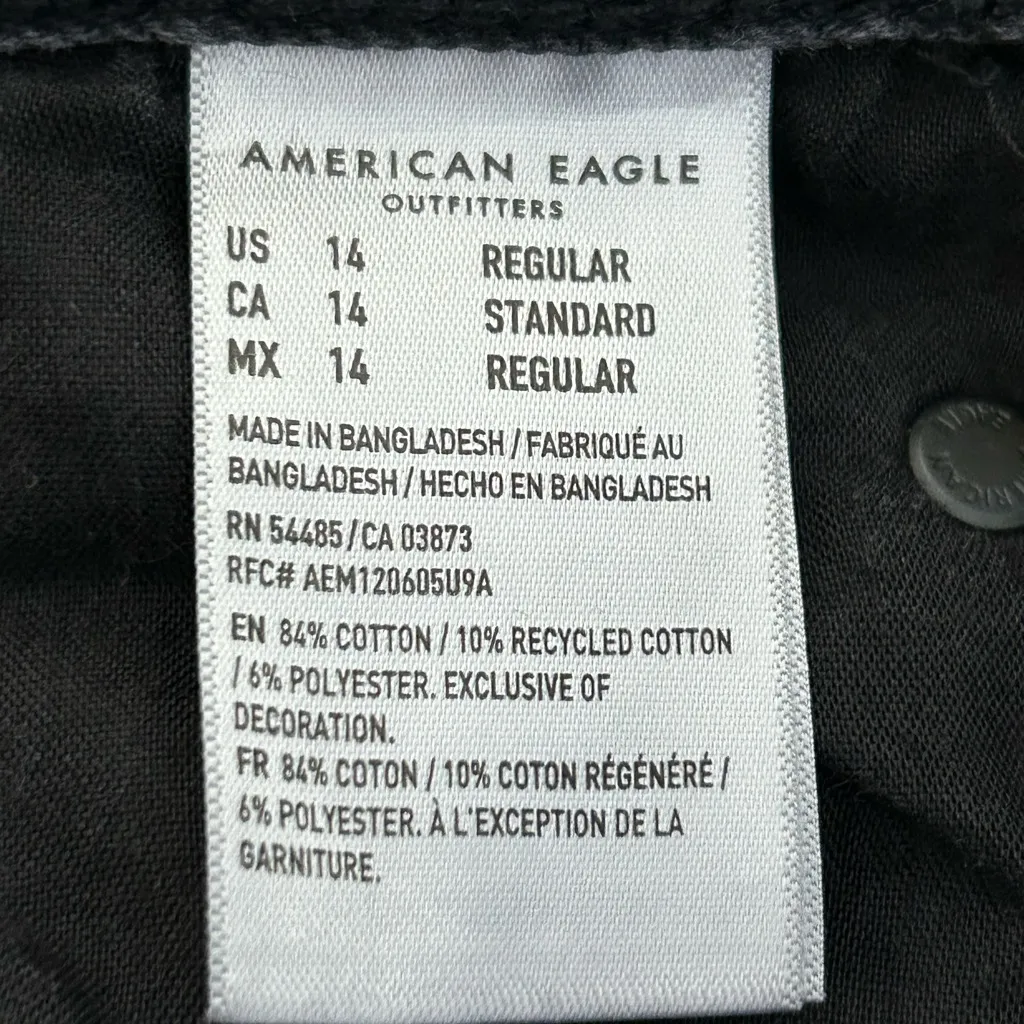 AMERICAN EAGLE
OUTFITTERS
US 14 REGULAR
CA 14 STANDARD
MX 14 REGULAR
MADE IN BANGLADESH / FABRIQUÉ AU
BANGLADESH / HECHO EN BANGLADESH
RN 54485 / CA 03873
RFC# AEM120605U9A
EN 84% COTTON / 10% RECYCLED COTTON
/ 6% POLYESTER. EXCLUSIVE OF
DECORATION.
FR 84% COTON / 10% COTON RÉGÉNÉRÉ /
6% POLYESTER. À L'EXCEPTION DE LA
GARNITURE.